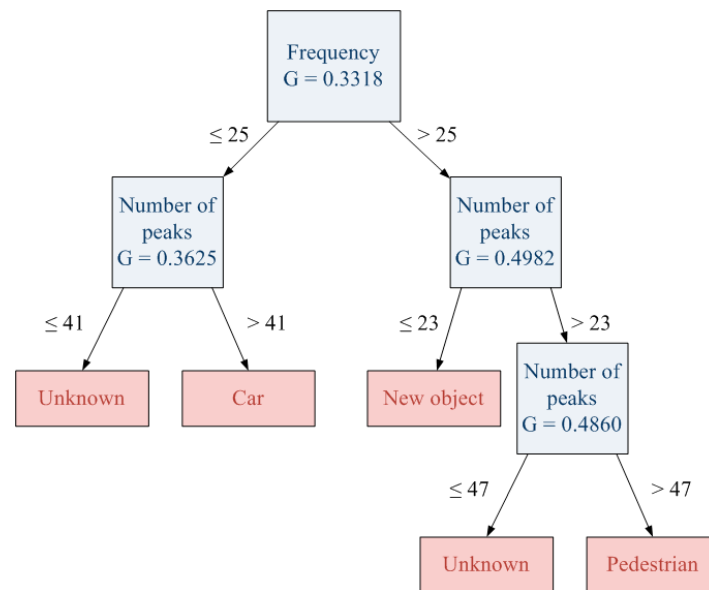 Frequency
G = 0.3318
≤ 25
> 25
Number of
peaks
G = 0.3625
Number of
peaks
G = 0.4982
≤ 41
> 41
≤ 23
> 23
Unknown
Car
New object
Number of
peaks
G = 0.4860
≤ 47
> 47
Unknown
Pedestrian